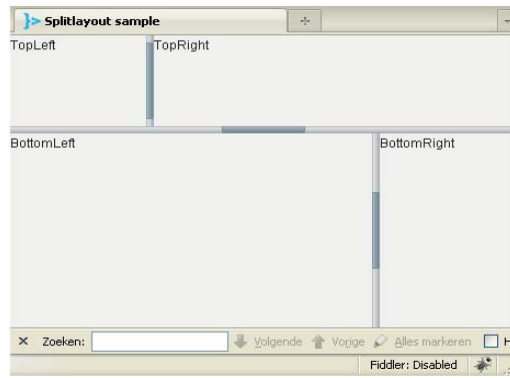 Splitlayout sample
TopLeft
TopRight
BottomLeft
BottomRight
Zoeken: Volgende Vorige Alles markeren H
Fiddler: Disabled